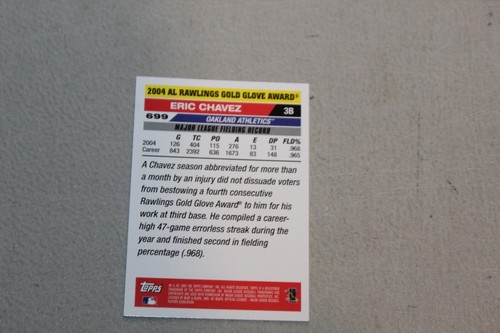 2004 AL RAWLINGS GOLD GLOVE AWARD®
ERIC CHAVEZ 3B
699 OAKLAND ATHLETICS™
MAJOR LEAGUE FIELDING RECORD
G TC PO A E DP FLD%
2004 126 404 115 276 13 31 .968
Career 843 2392 636 1673 83 148 .965
A Chavez season abbreviated for more than
a month by an injury did not dissuade voters
from bestowing a fourth consecutive
Rawlings Gold Glove Award® to him for his
work at third base. He compiled a career-
high 47-game errorless streak during the
year and finished second in fielding
percentage (.968).
TOPPS